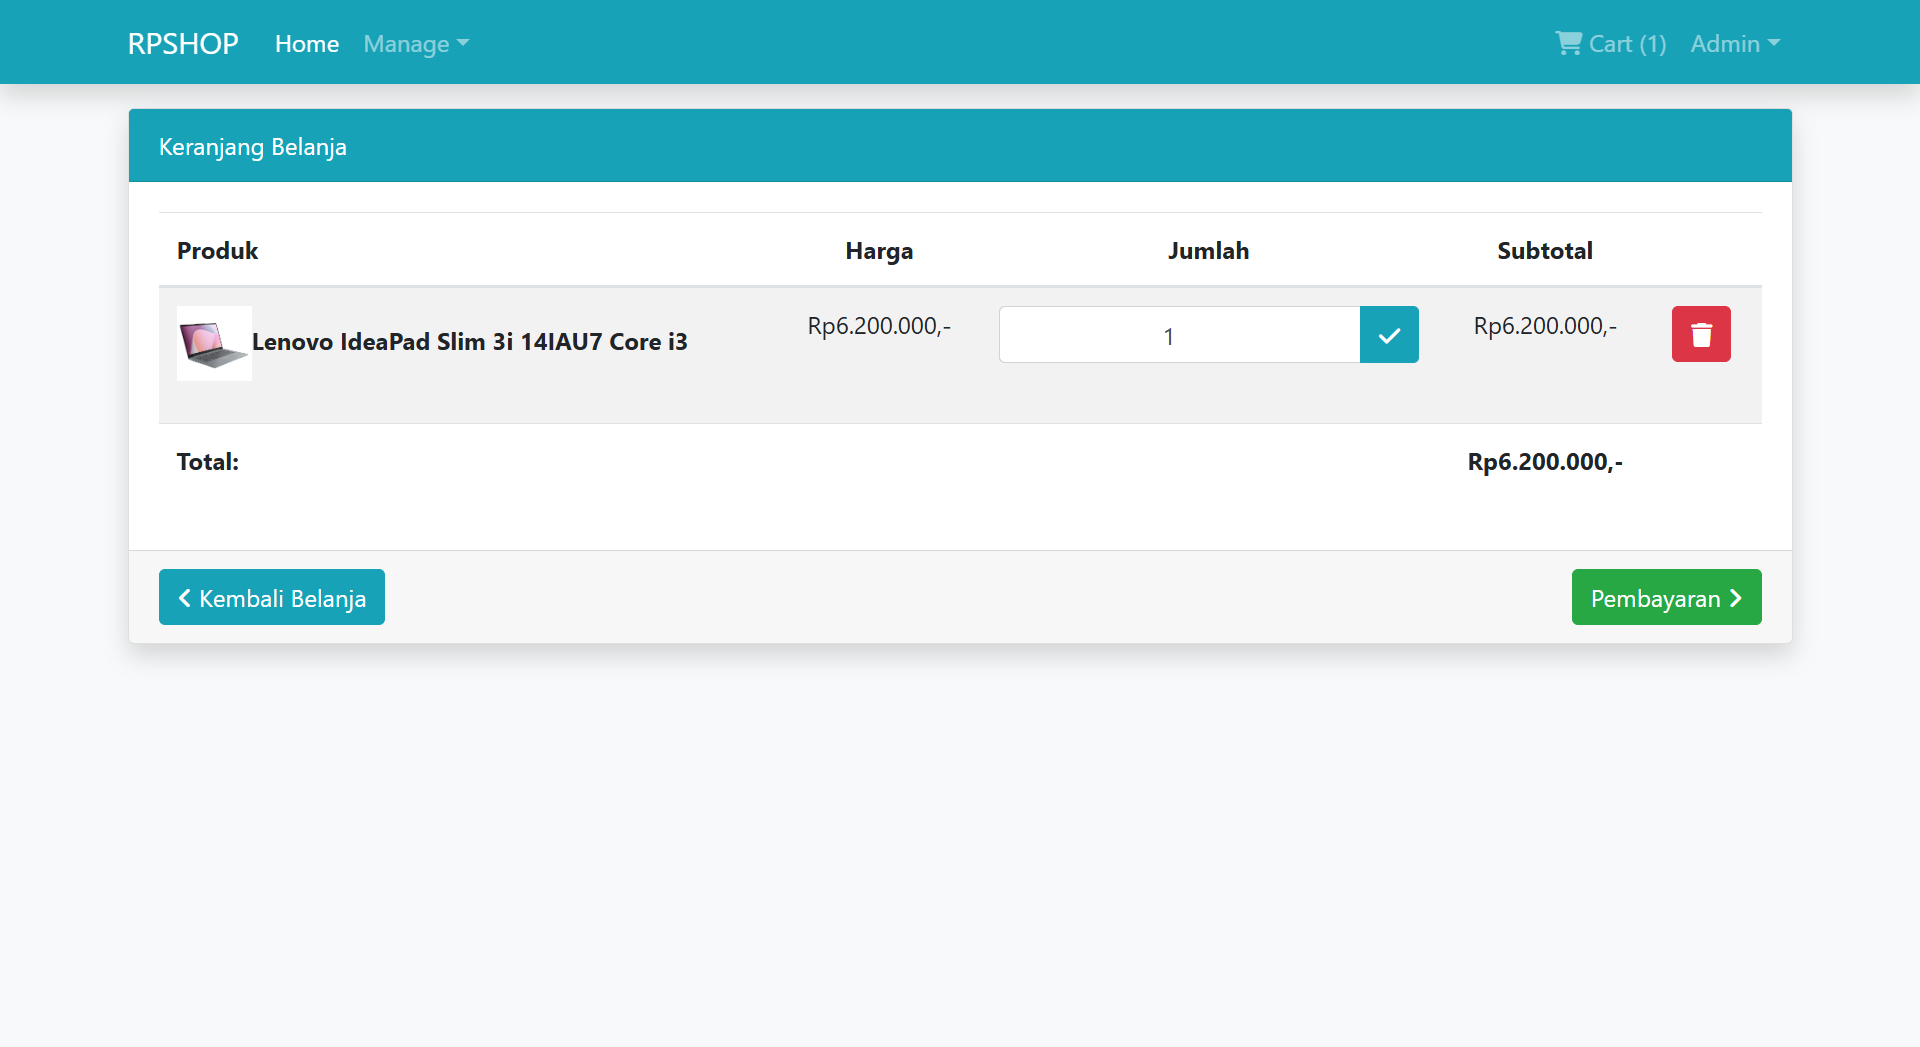 RPSHOP Home Manage Cart (1) Admin
Keranjang Belanja
Produk Harga Jumlah Subtotal
Lenovo IdeaPad Slim 3i 14IAU7 Core i3 Rp6.200.000,- 1 Rp6.200.000,-
Total: Rp6.200.000,-
Kembali Belanja Pembayaran